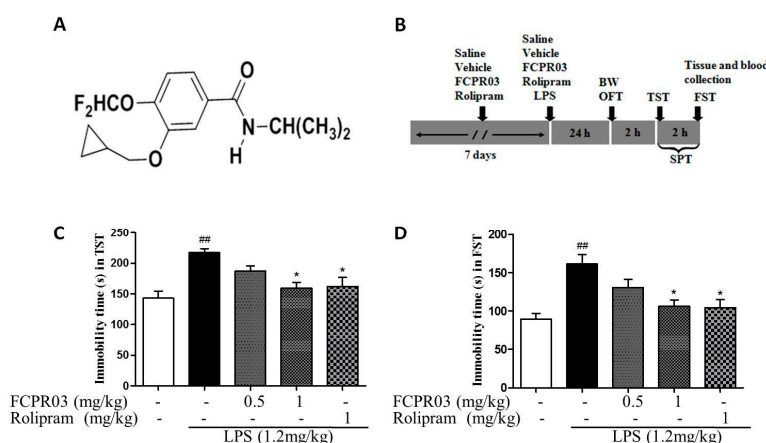 A
F₂HCO
O
O
N—CH(CH₃)₂
H
B
Saline
Vehicle
FCPR03
Rolipram
Saline
Vehicle
FCPR03
Rolipram
LPS
BW
OFT
TST
Tissue and blood
collection
FST
24 h
2 h
2 h
7 days
SPT
C
Immobility time (s) in TST
250
200
150
100
50
0
##
*
*
FCPR03 (mg/kg) - - 0.5 1 -
Rolipram (mg/kg) - - - - 1
LPS (1.2mg/kg)
D
Immobility time (s) in FST
200
150
100
50
0
##
*
*
FCPR03 (mg/kg) - - 0.5 1 -
Rolipram (mg/kg) - - - - 1
LPS (1.2mg/kg)